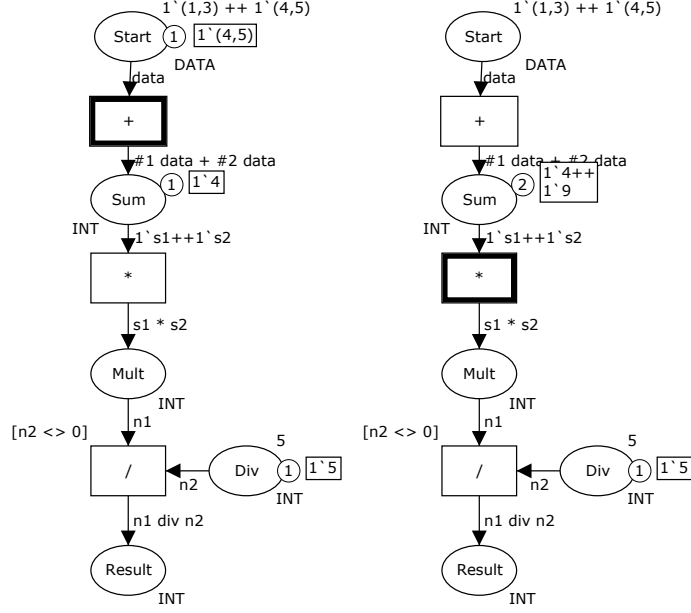 1`(1,3) ++ 1`(4,5)
Start
1
1`(4,5)
DATA
data
+
#1 data + #2 data
Sum
1
1`4
INT
1`s1++1`s2
*
s1 * s2
Mult
INT
n1
[n2 <> 0]
/
n2
5
Div
1
1`5
INT
n1 div n2
Result
INT
1`(1,3) ++ 1`(4,5)
Start
DATA
data
+
#1 data + #2 data
Sum
2
1`4++
1`9
INT
1`s1++1`s2
*
s1 * s2
Mult
INT
n1
[n2 <> 0]
/
n2
5
Div
1
1`5
INT
n1 div n2
Result
INT